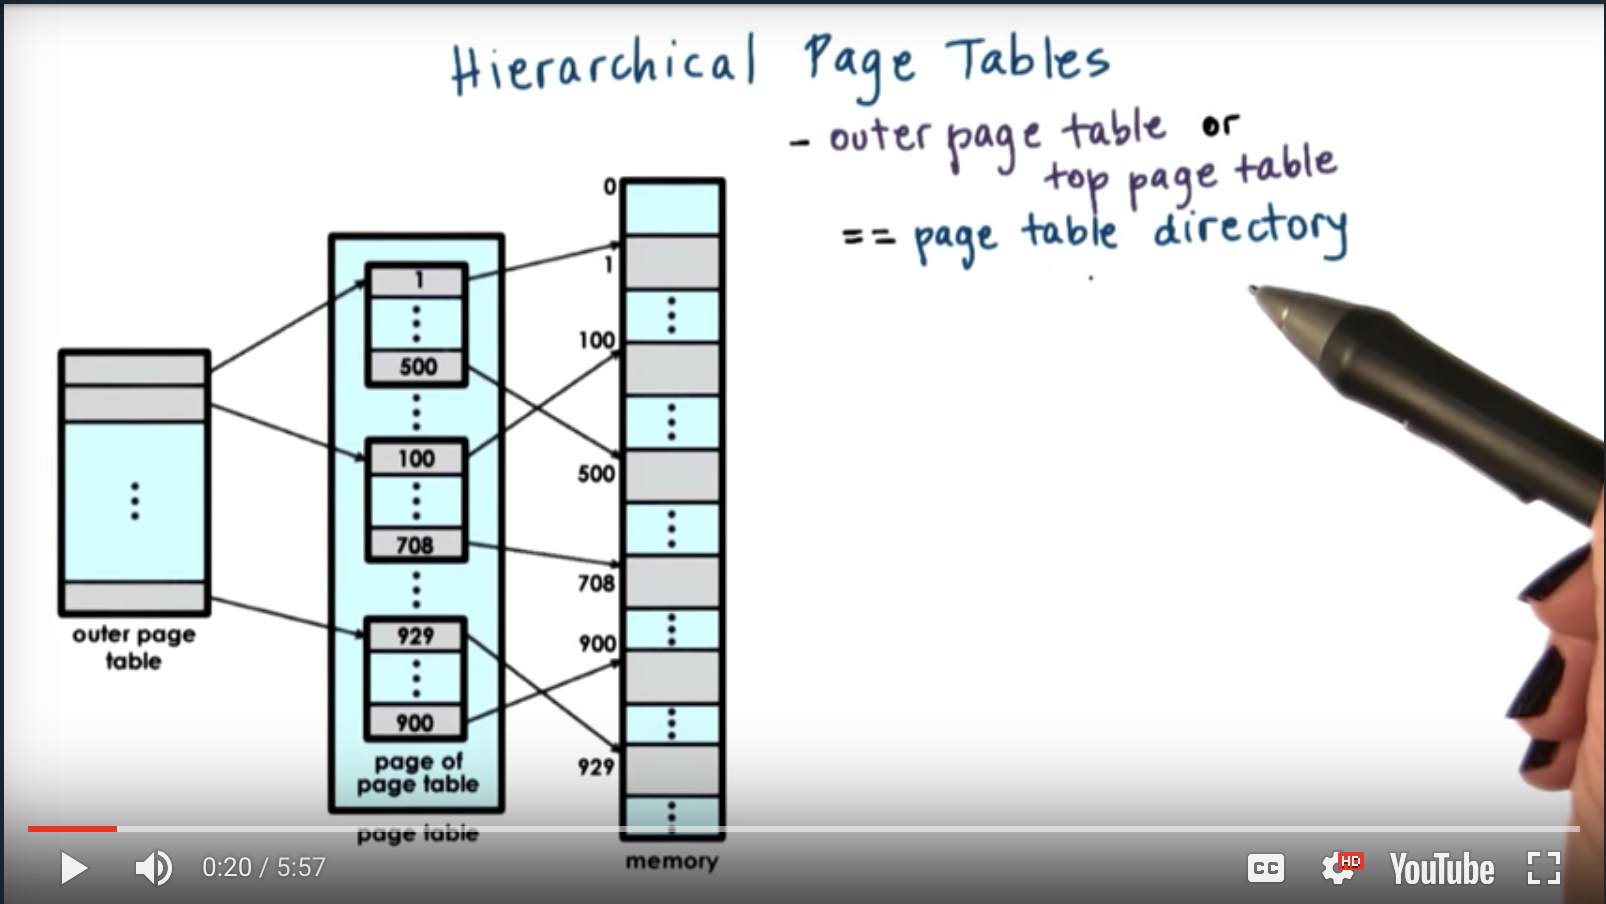 Hierarchical Page Tables
- outer page table or
top page table
== page table directory
outer page
table
1
500
100
708
929
900
page of
page table
page table
0
1
100
500
708
900
929
memory
0:20 / 5:57
CC
HD
YouTube